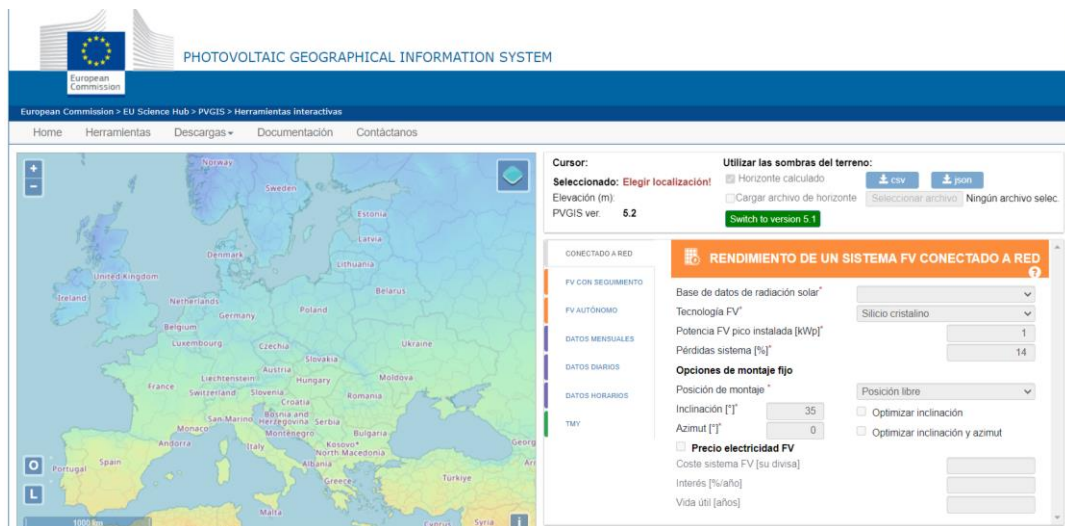 European
Commission
PHOTOVOLTAIC GEOGRAPHICAL INFORMATION SYSTEM
European Commission > EU Science Hub > PVGIS > Herramientas interactivas
Home Herramientas Descargas Documentación Contáctanos
+
-
Norway
Sweden
Estonia
Latvia
Denmark
Lithuania
United Kingdom
Ireland
Netherlands
Belarus
Germany
Poland
Belgium
Luxembourg
Czechia
Ukraine
Slovakia
Austria
France
Liechtenstein
Hungary
Moldova
Switzerland
Slovenia
Croatia
Romania
San Marino
Bosnia and
Herzegovina
Serbia
Monaco
Montenegro
Bulgaria
Andorra
Italy
Kosovo*
North Macedonia
Georg
Portugal
Spain
Albania
Greece
Türkiye
Arr
Malta
Cyprus
Syria
O
L
1000 km
i
Cursor:
Seleccionado: Elegir localización!
Elevación (m):
PVGIS ver. 5.2
Utilizar las sombras del terreno:
Horizonte calculado csv json
Cargar archivo de horizonte Seleccionar archivo Ningún archivo selec.
Switch to version 5.1
CONECTADO A RED
FV CON SEGUIMIENTO
FV AUTÓNOMO
DATOS MENSUALES
DATOS DIARIOS
DATOS HORARIOS
TMY
RENDIMIENTO DE UN SISTEMA FV CONECTADO A RED
?
Base de datos de radiación solar*
Tecnología FV* Silicio cristalino
Potencia FV pico instalada [kWp]* 1
Pérdidas sistema [%]* 14
Opciones de montaje fijo
Posición de montaje * Posición libre
Inclinación [°]* 35 Optimizar inclinación
Azimut [°]* 0 Optimizar inclinación y azimut
Precio electricidad FV
Coste sistema FV [su divisa]
Interés [%/año]
Vida útil [años]